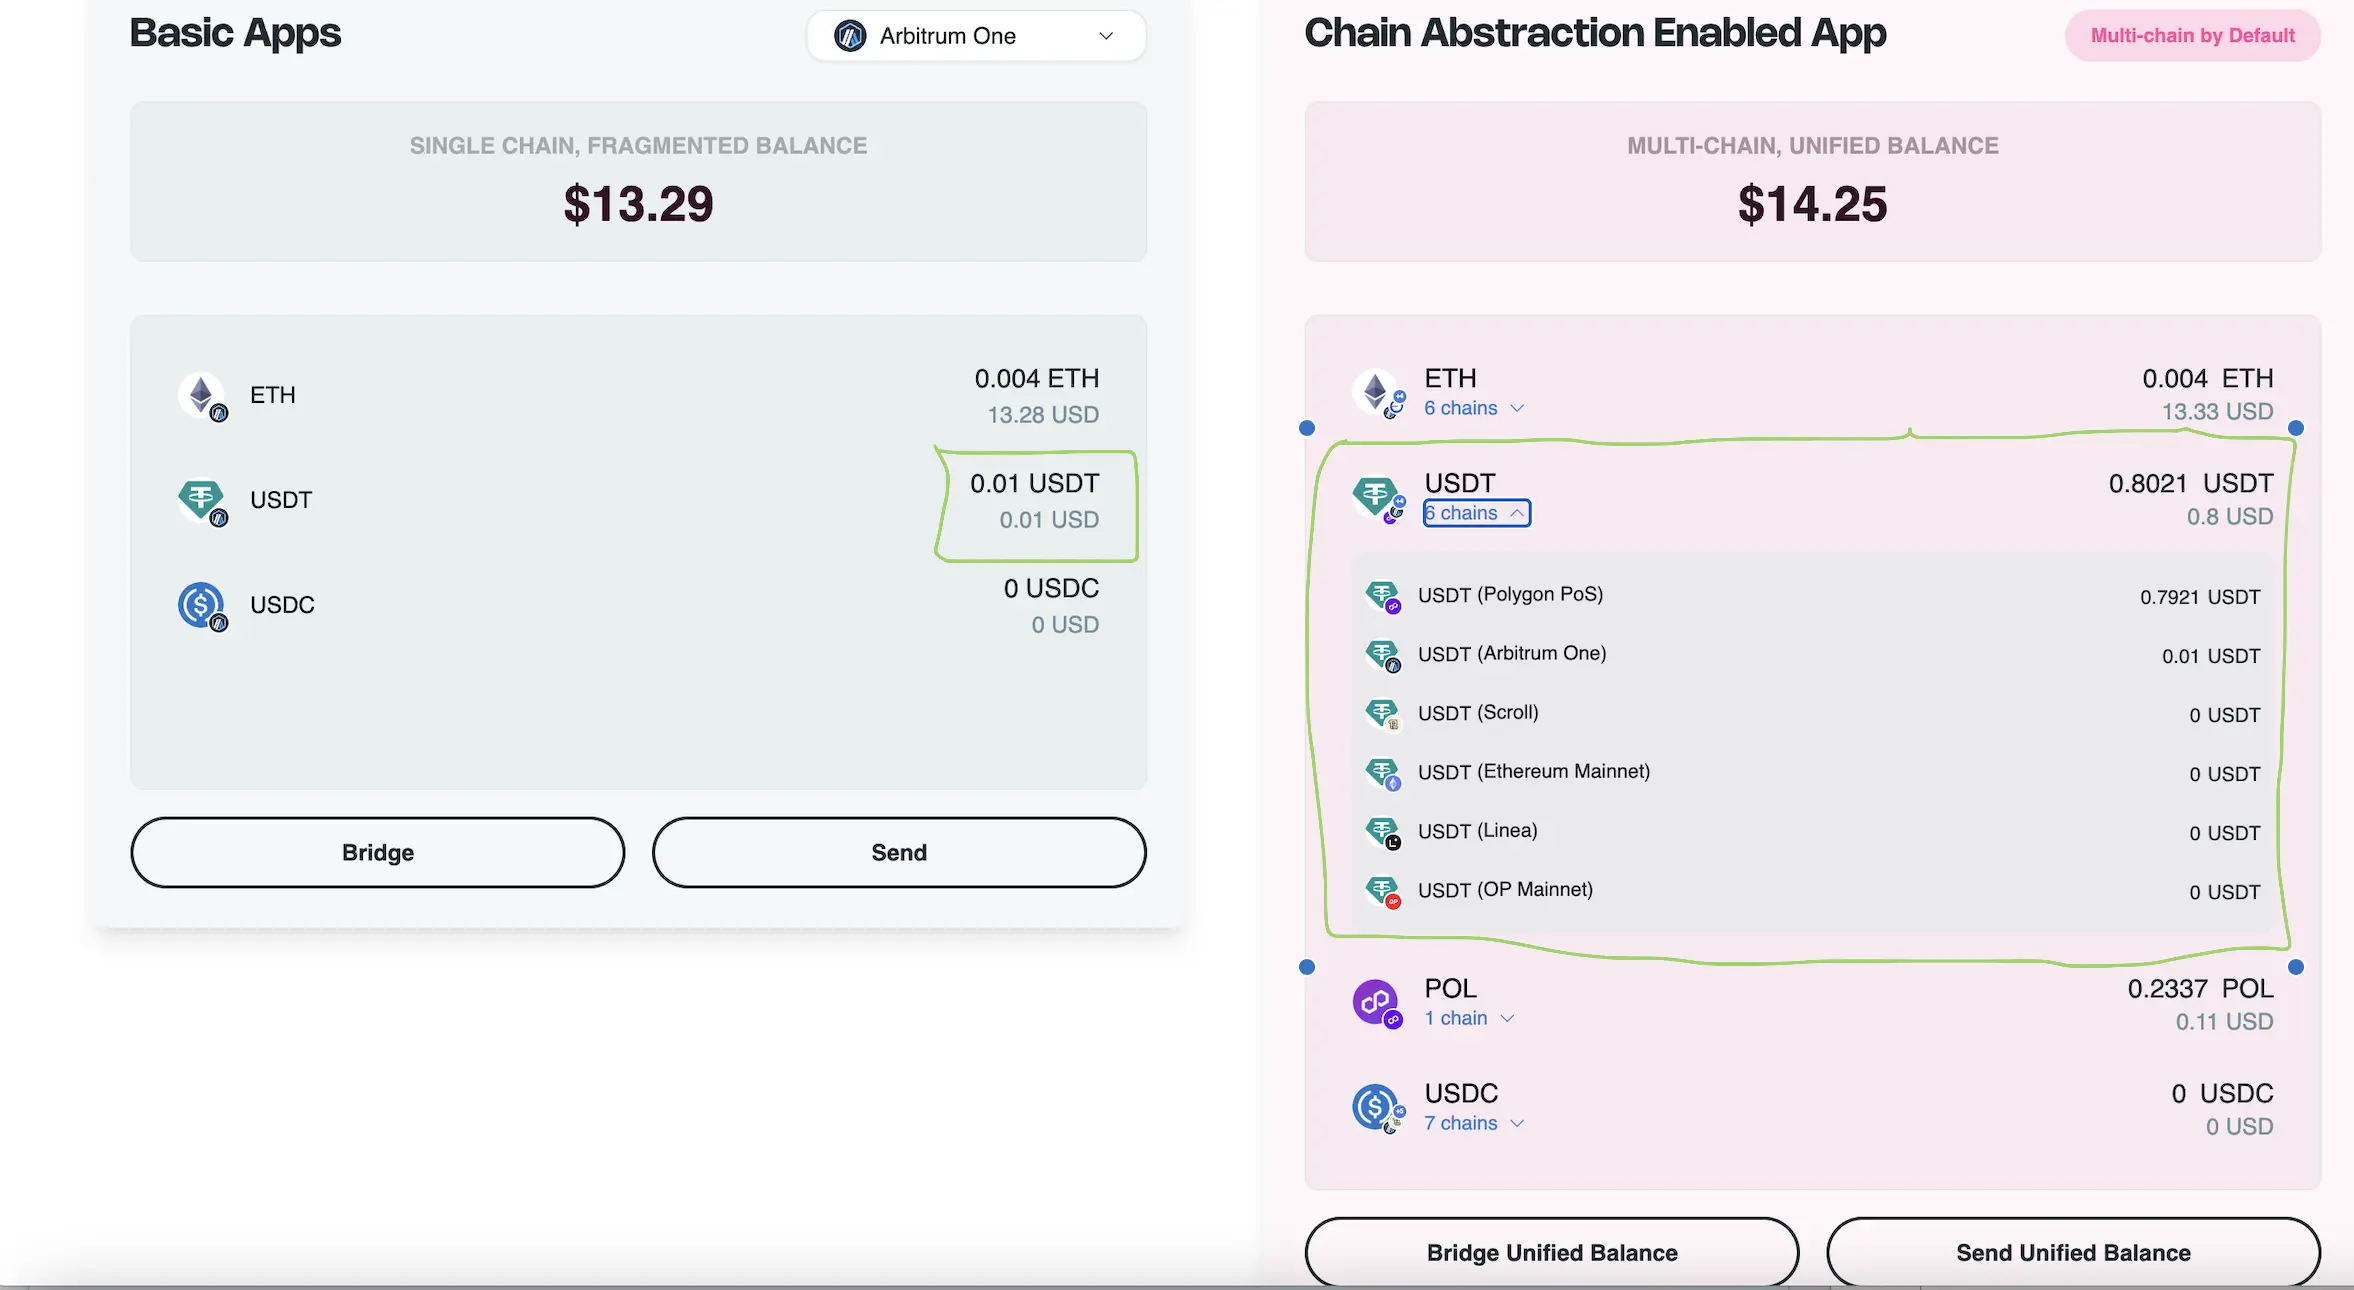 Basic Apps
Arbitrum One
SINGLE CHAIN, FRAGMENTED BALANCE
$13.29
ETH
0.004 ETH
13.28 USD
USDT
0.01 USDT
0.01 USD
USDC
0 USDC
0 USD
Bridge
Send
Chain Abstraction Enabled App
Multi-chain by Default
MULTI-CHAIN, UNIFIED BALANCE
$14.25
ETH
6 chains
0.004 ETH
13.33 USD
USDT
6 chains
0.8021 USDT
0.8 USD
USDT (Polygon PoS)
0.7921 USDT
USDT (Arbitrum One)
0.01 USDT
USDT (Scroll)
0 USDT
USDT (Ethereum Mainnet)
0 USDT
USDT (Linea)
0 USDT
USDT (OP Mainnet)
0 USDT
POL
1 chain
0.2337 POL
0.11 USD
USDC
7 chains
0 USDC
0 USD
Bridge Unified Balance
Send Unified Balance